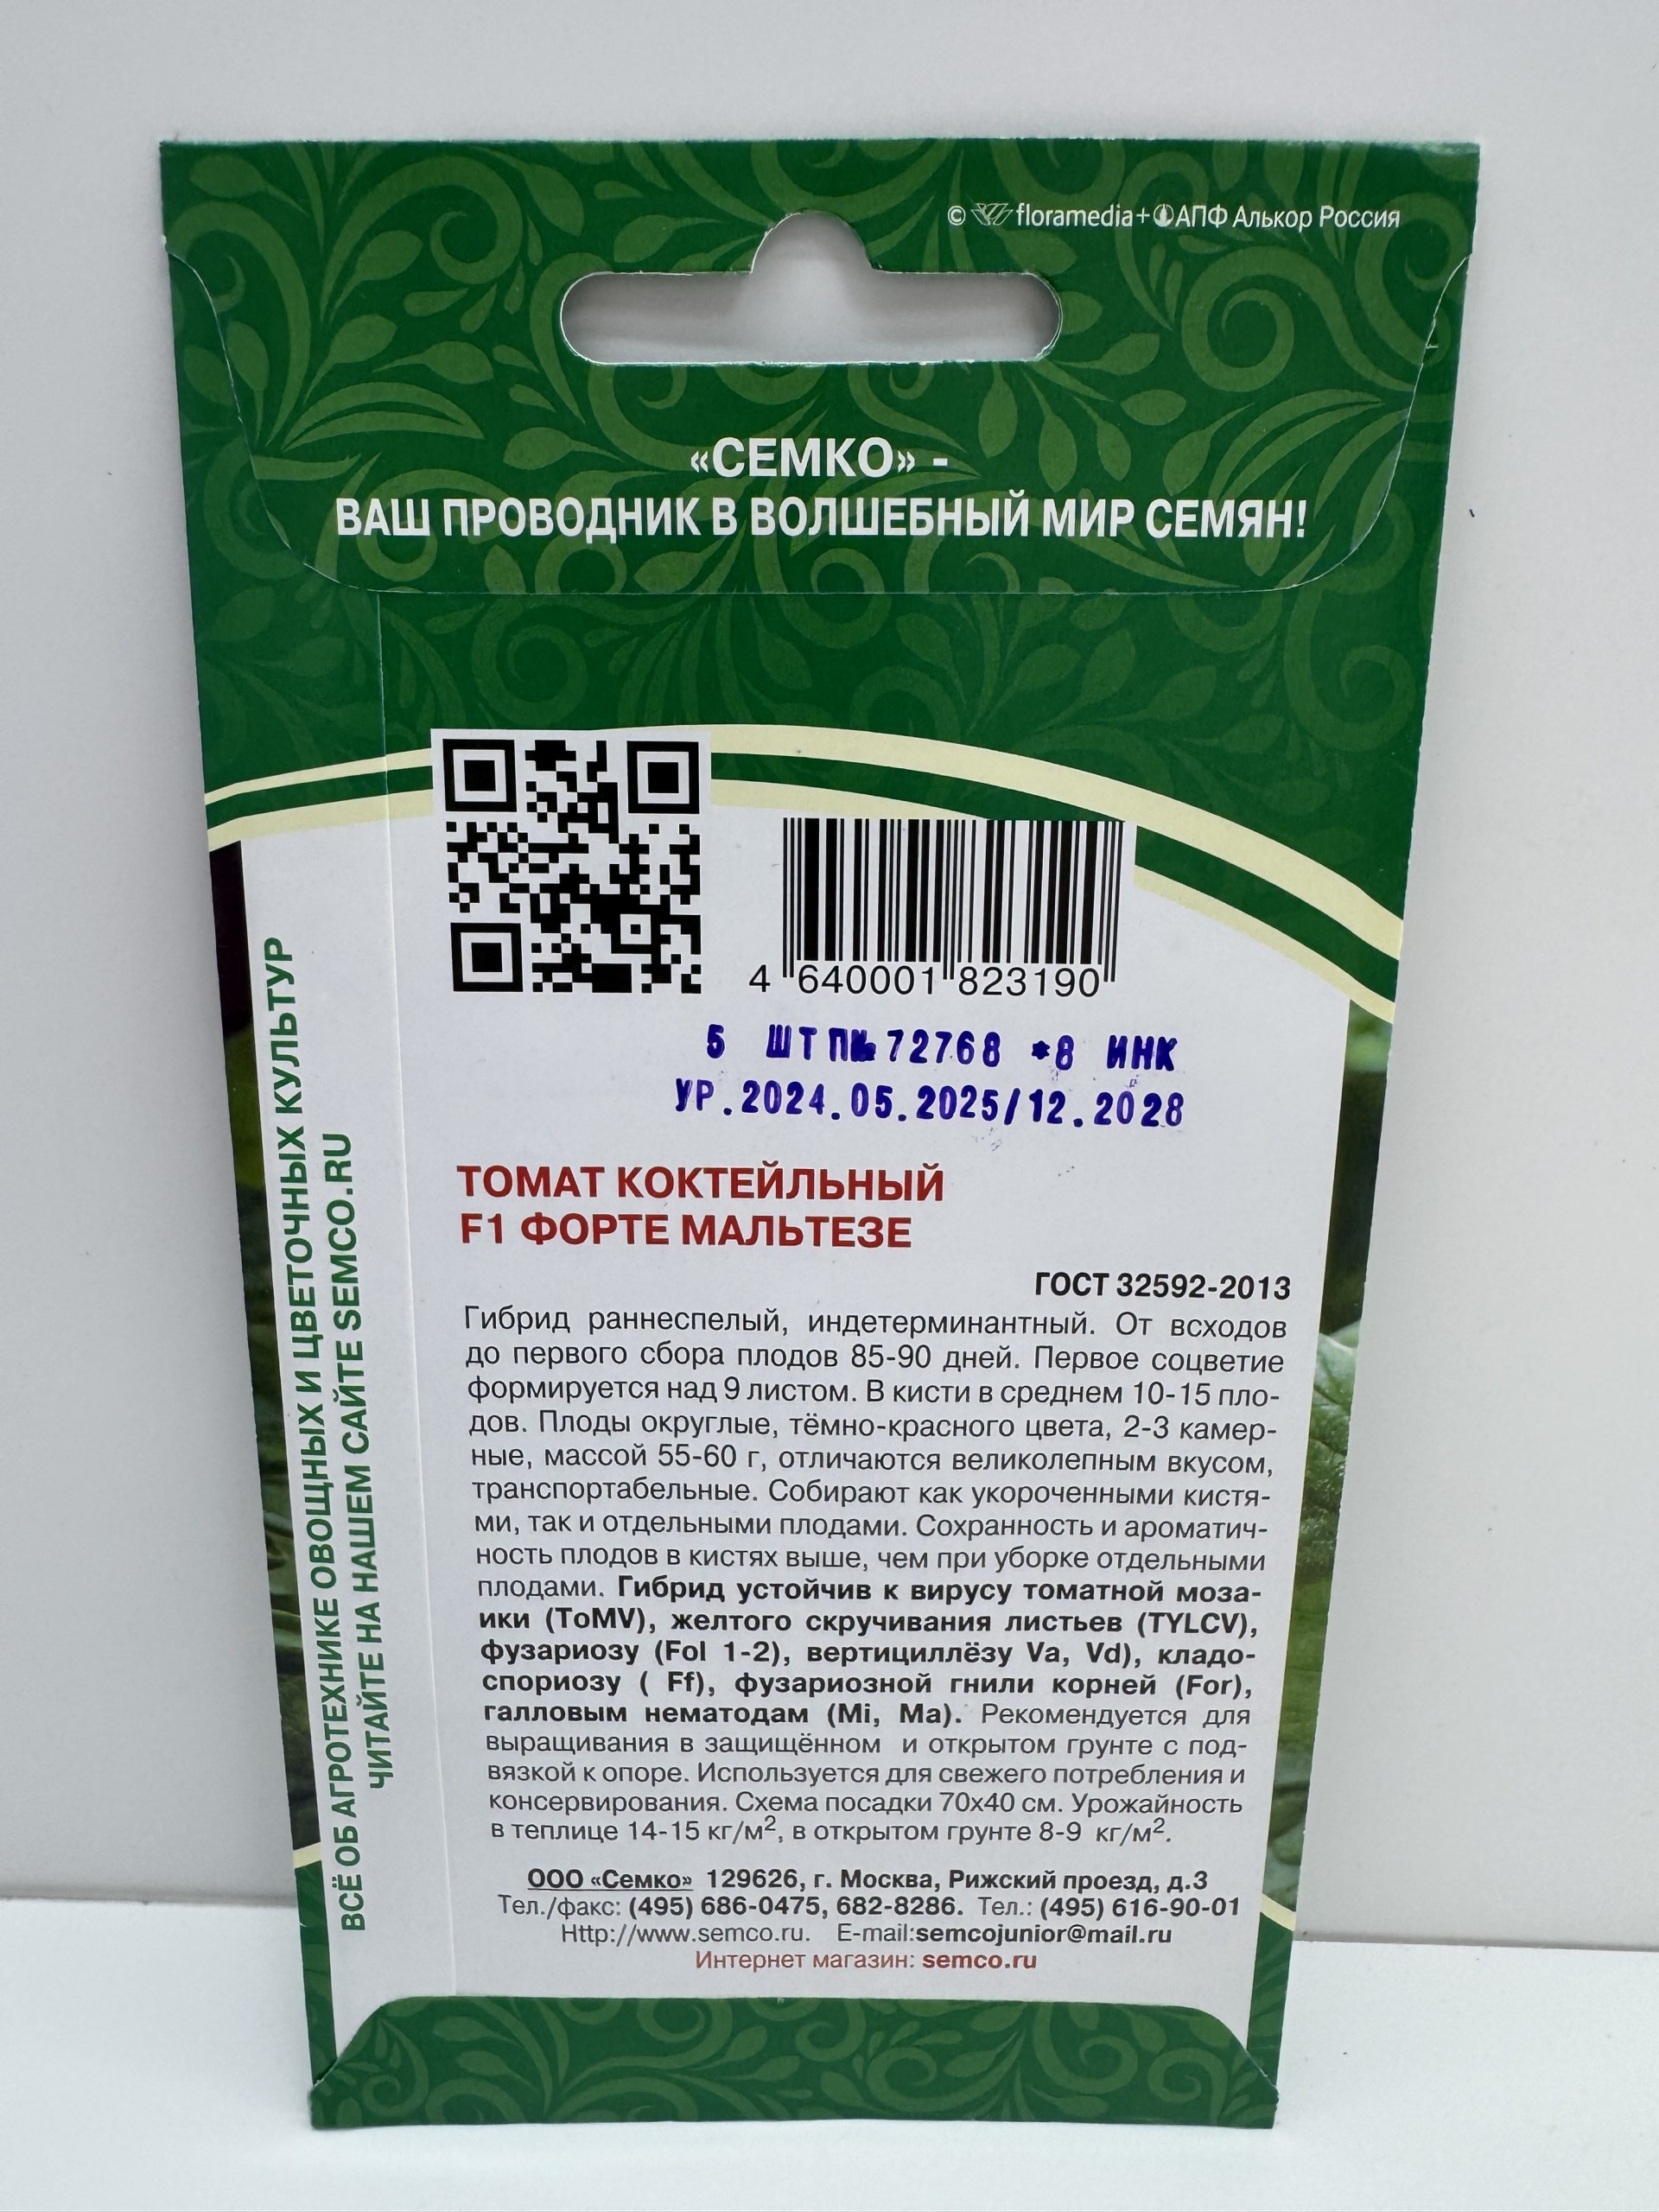 © floramedia+АПФ Алькор Россия
«СЕМКО» -
ВАШ ПРОВОДНИК В ВОЛШЕБНЫЙ МИР СЕМЯН!
4 640001 823190
5 ШТ П№72768 *8 ИНК
УР.2024.05.2025/12.2028
ТОМАТ КОКТЕЙЛЬНЫЙ
F1 ФОРТЕ МАЛЬТЕЗЕ
ГОСТ 32592-2013
Гибрид раннеспелый, индетерминантный. От всходов
до первого сбора плодов 85-90 дней. Первое соцветие
формируется над 9 листом. В кисти в среднем 10-15 пло-
дов. Плоды округлые, тёмно-красного цвета, 2-3 камер-
ные, массой 55-60 г, отличаются великолепным вкусом,
транспортабельные. Собирают как укороченными кистя-
ми, так и отдельными плодами. Сохранность и ароматич-
ность плодов в кистях выше, чем при уборке отдельными
плодами. Гибрид устойчив к вирусу томатной моза-
ики (ToMV), желтого скручивания листьев (TYLCV),
фузариозу (Fol 1-2), вертициллёзу Va, Vd), кладо-
спориозу ( Ff), фузариозной гнили корней (For),
галловым нематодам (Mi, Ma). Рекомендуется для
выращивания в защищённом и открытом грунте с под-
вязкой к опоре. Используется для свежего потребления и
консервирования. Схема посадки 70x40 см. Урожайность
в теплице 14-15 кг/м², в открытом грунте 8-9 кг/м².
ООО «Семко» 129626, г. Москва, Рижский проезд, д.3
Тел./факс: (495) 686-0475, 682-8286. Тел.: (495) 616-90-01
Http://www.semco.ru. E-mail:semcojunior@mail.ru
Интернет магазин: semco.ru
ВСЁ ОБ АГРОТЕХНИКЕ ОВОЩНЫХ И ЦВЕТОЧНЫХ КУЛЬТУР
ЧИТАЙТЕ НА НАШЕМ САЙТЕ SEMCO.RU